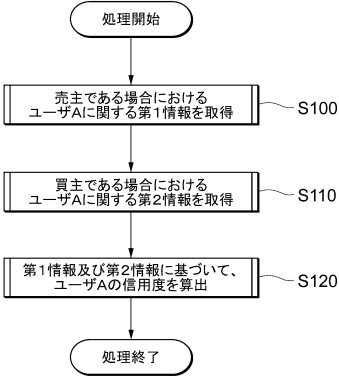 処理開始
売主である場合における
ユーザAに関する第1情報を取得
S100
買主である場合における
ユーザAに関する第2情報を取得
S110
第1情報及び第2情報に基づいて、
ユーザAの信用度を算出
S120
処理終了